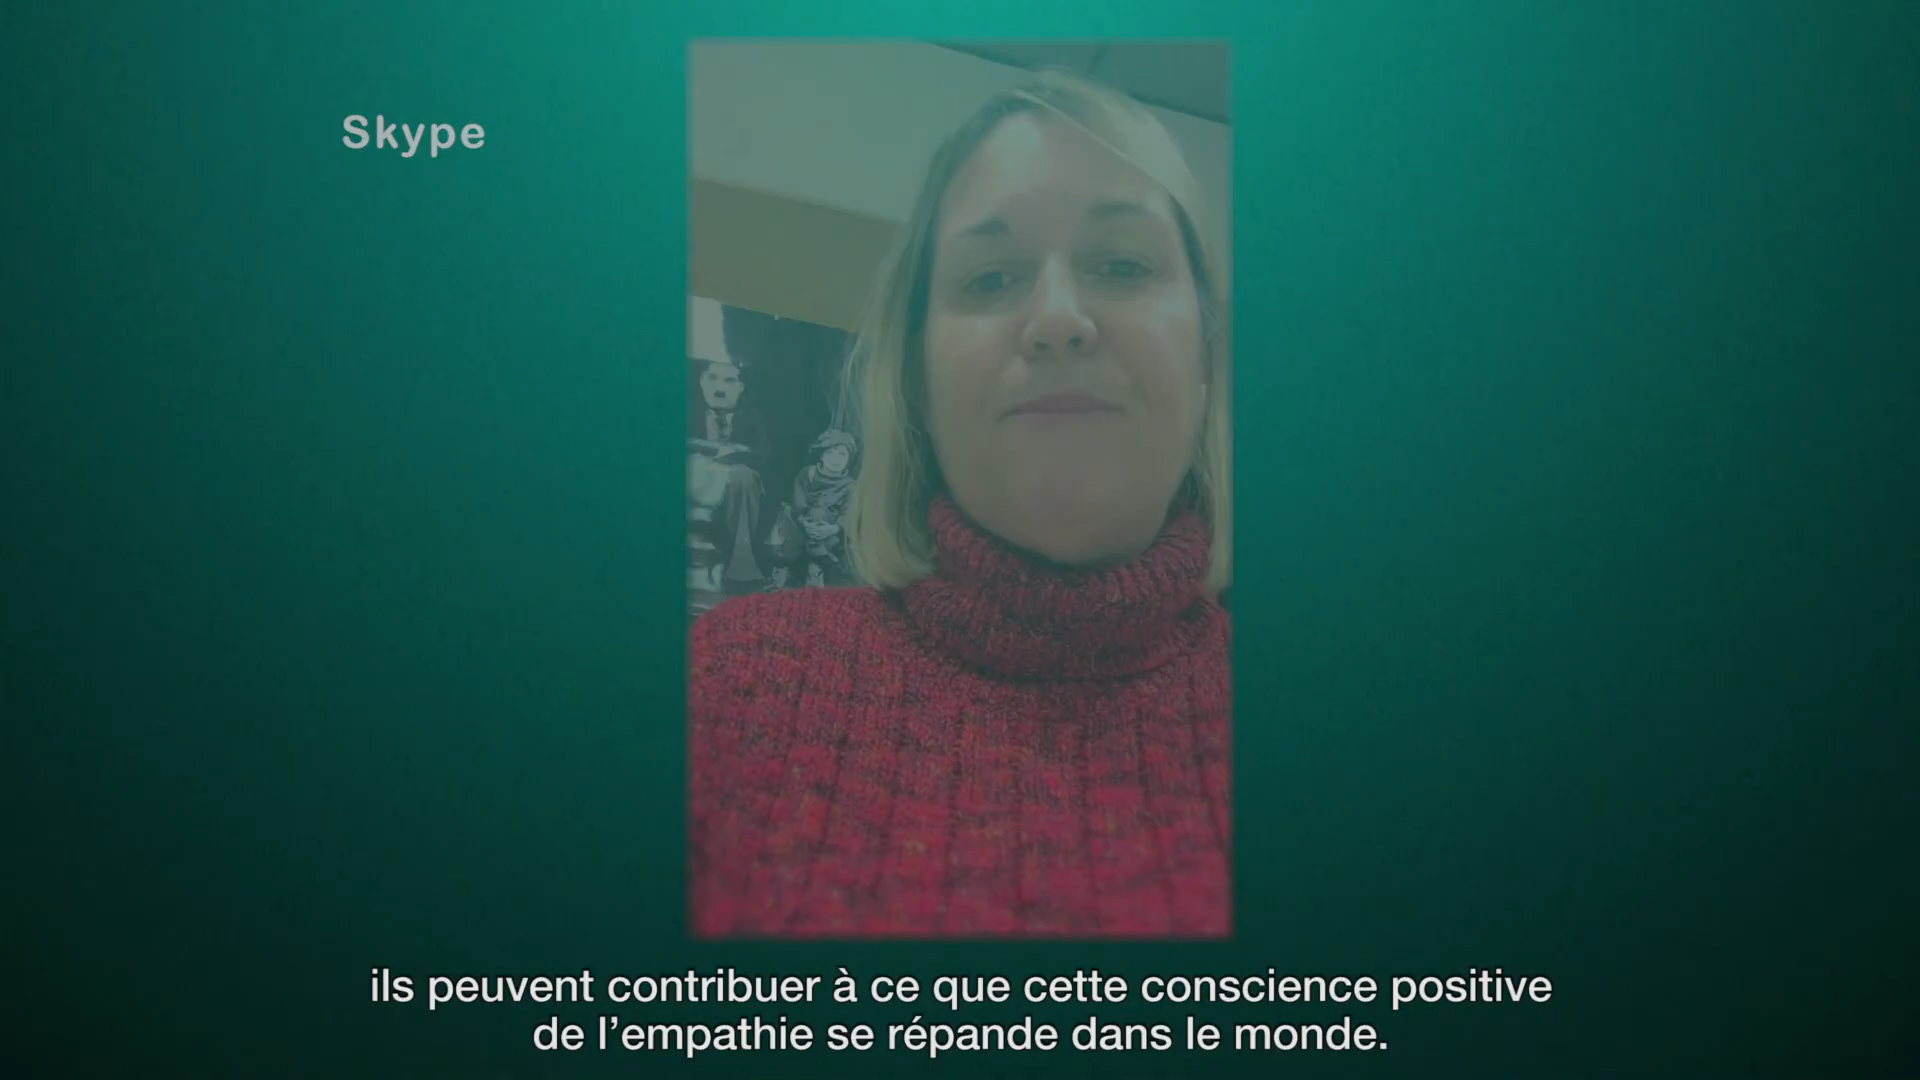 Skype
ils peuvent contribuer à ce que cette conscience positive
de l’empathie se répande dans le monde.